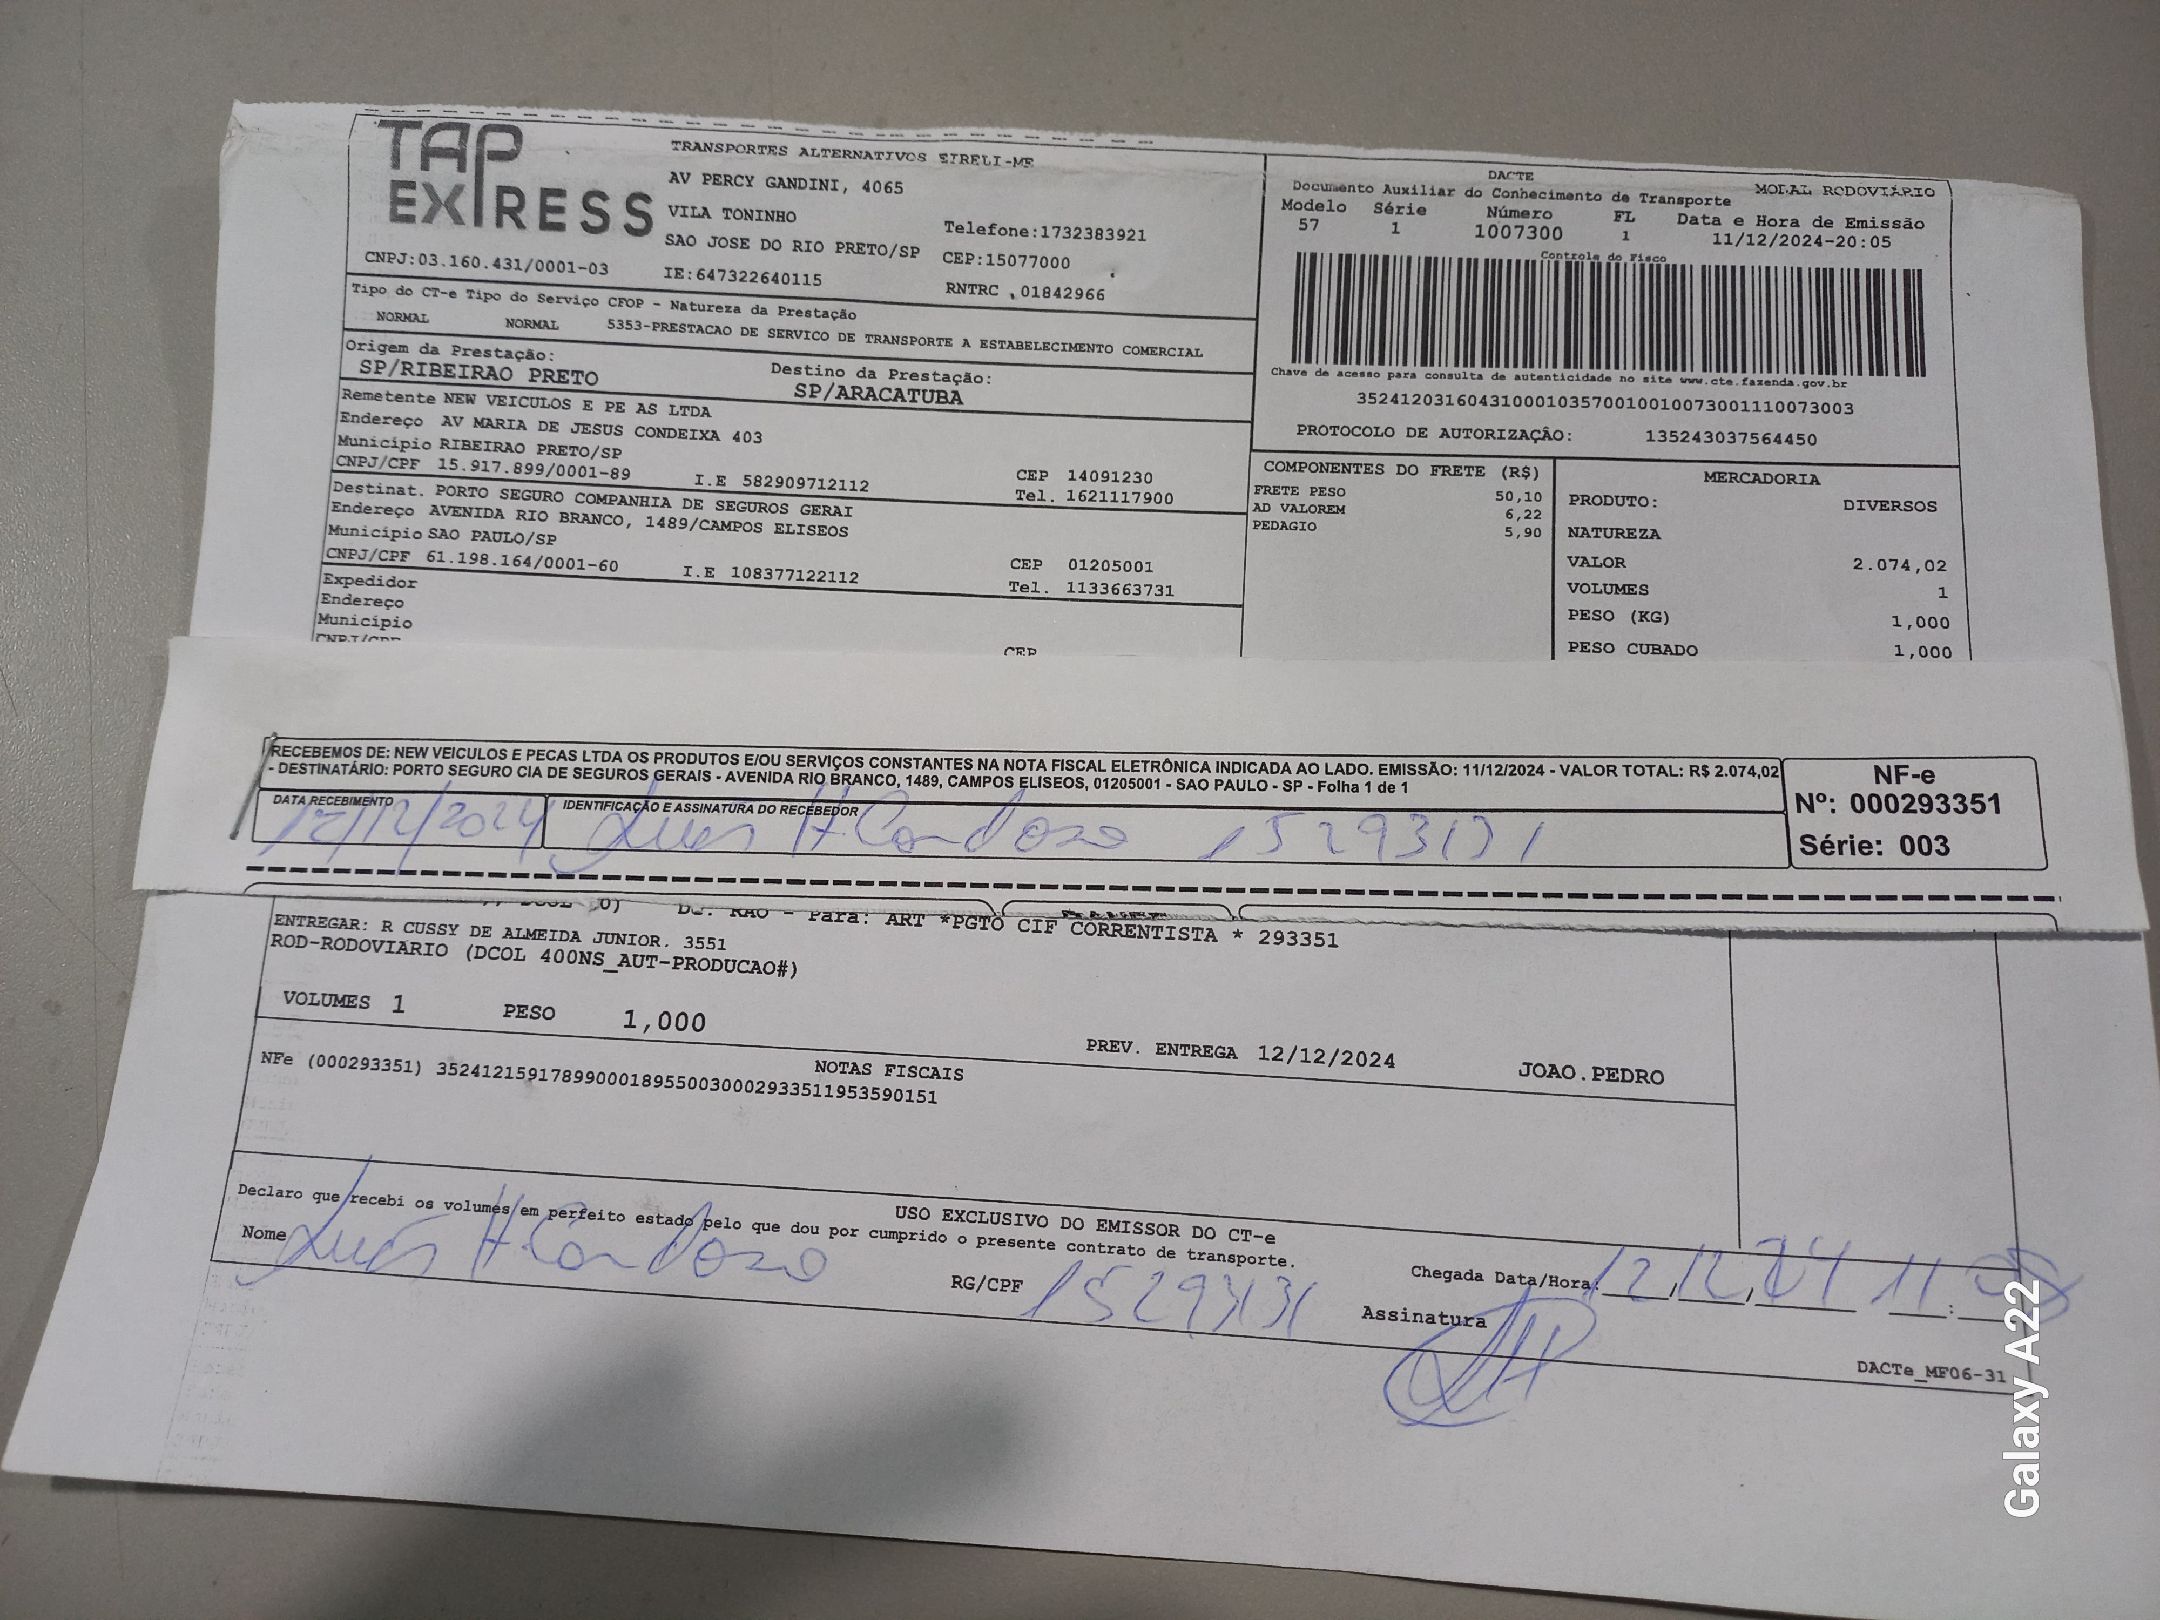 TAP EXPRESS
TRANSPORTES ALTERNATIVOS EIRELI-ME
AV PERCY GANDINI, 4065
VILA TONINHO
SAO JOSE DO RIO PRETO/SP
Telefone:1732383921
CEP:15077000
CNPJ:03.160.431/0001-03
IE:647322640115
RNTRC 01842966
DACTE
MODAL RODOVIÁRIO
Documento Auxiliar do Conhecimento de Transporte
Modelo Série Número FL Data e Hora de Emissão
57 1 1007300 1 11/12/2024-20:05
Controle do Fisco
Chave de acesso para consulta de autenticidade no site www.cte.fazenda.gov.br
35241203160431000103570010010073001110073003
PROTOCOLO DE AUTORIZAÇÃO: 135243037564450
Tipo do CT-e Tipo do Serviço CFOP - Natureza da Prestação
NORMAL NORMAL 5353-PRESTACAO DE SERVICO DE TRANSPORTE A ESTABELECIMENTO COMERCIAL
Origem da Prestação:
SP/RIBEIRAO PRETO
Destino da Prestação:
SP/ARACATUBA
Remetente NEW VEICULOS E PE AS LTDA
Endereço AV MARIA DE JESUS CONDEIXA 403
Município RIBEIRAO PRETO/SP
CNPJ/CPF 15.917.899/0001-89 I.E 582909712112
CEP 14091230
Tel. 1621117900
Destinat. PORTO SEGURO COMPANHIA DE SEGUROS GERAI
Endereço AVENIDA RIO BRANCO, 1489/CAMPOS ELISEOS
Município SAO PAULO/SP
CNPJ/CPF 61.198.164/0001-60 I.E 108377122112
CEP 01205001
Tel. 1133663731
Expedidor
Endereço
Município
CNPJ/CPF
CEP
COMPONENTES DO FRETE (R$)
FRETE PESO 50,10
AD VALOREM 6,22
PEDAGIO 5,90
MERCADORIA
PRODUTO: DIVERSOS
NATUREZA
VALOR 2.074,02
VOLUMES 1
PESO (KG) 1,000
PESO CUBADO 1,000
RECEBEMOS DE: NEW VEICULOS E PECAS LTDA OS PRODUTOS E/OU SERVIÇOS CONSTANTES NA NOTA FISCAL ELETRÔNICA INDICADA AO LADO. EMISSÃO: 11/12/2024 - VALOR TOTAL: R$ 2.074,02
- DESTINATÁRIO: PORTO SEGURO CIA DE SEGUROS GERAIS - AVENIDA RIO BRANCO, 1489, CAMPOS ELISEOS, 01205001 - SAO PAULO - SP - Folha 1 de 1
DATA RECEBIMENTO
12/12/2024
IDENTIFICAÇÃO E ASSINATURA DO RECEBEDOR
Luis H Cardoso 15293131
NF-e
Nº: 000293351
Série: 003
Para: ART *PGTO CIF CORRENTISTA * 293351
ENTREGAR: R CUSSY DE ALMEIDA JUNIOR. 3551
ROD-RODOVIARIO (DCOL 400NS_AUT-PRODUCAO#)
VOLUMES 1 PESO 1,000
PREV. ENTREGA 12/12/2024
JOAO.PEDRO
NOTAS FISCAIS
NFe (000293351) 35241215917899000189550030002933511953590151
USO EXCLUSIVO DO EMISSOR DO CT-e
Declaro que recebi os volumes em perfeito estado pelo que dou por cumprido o presente contrato de transporte.
Nome Luis H Cardoso
RG/CPF 15293131
Chegada Data/Hora: 12,12,24 11:
Assinatura
DACTe_MF06-31
Galaxy A22